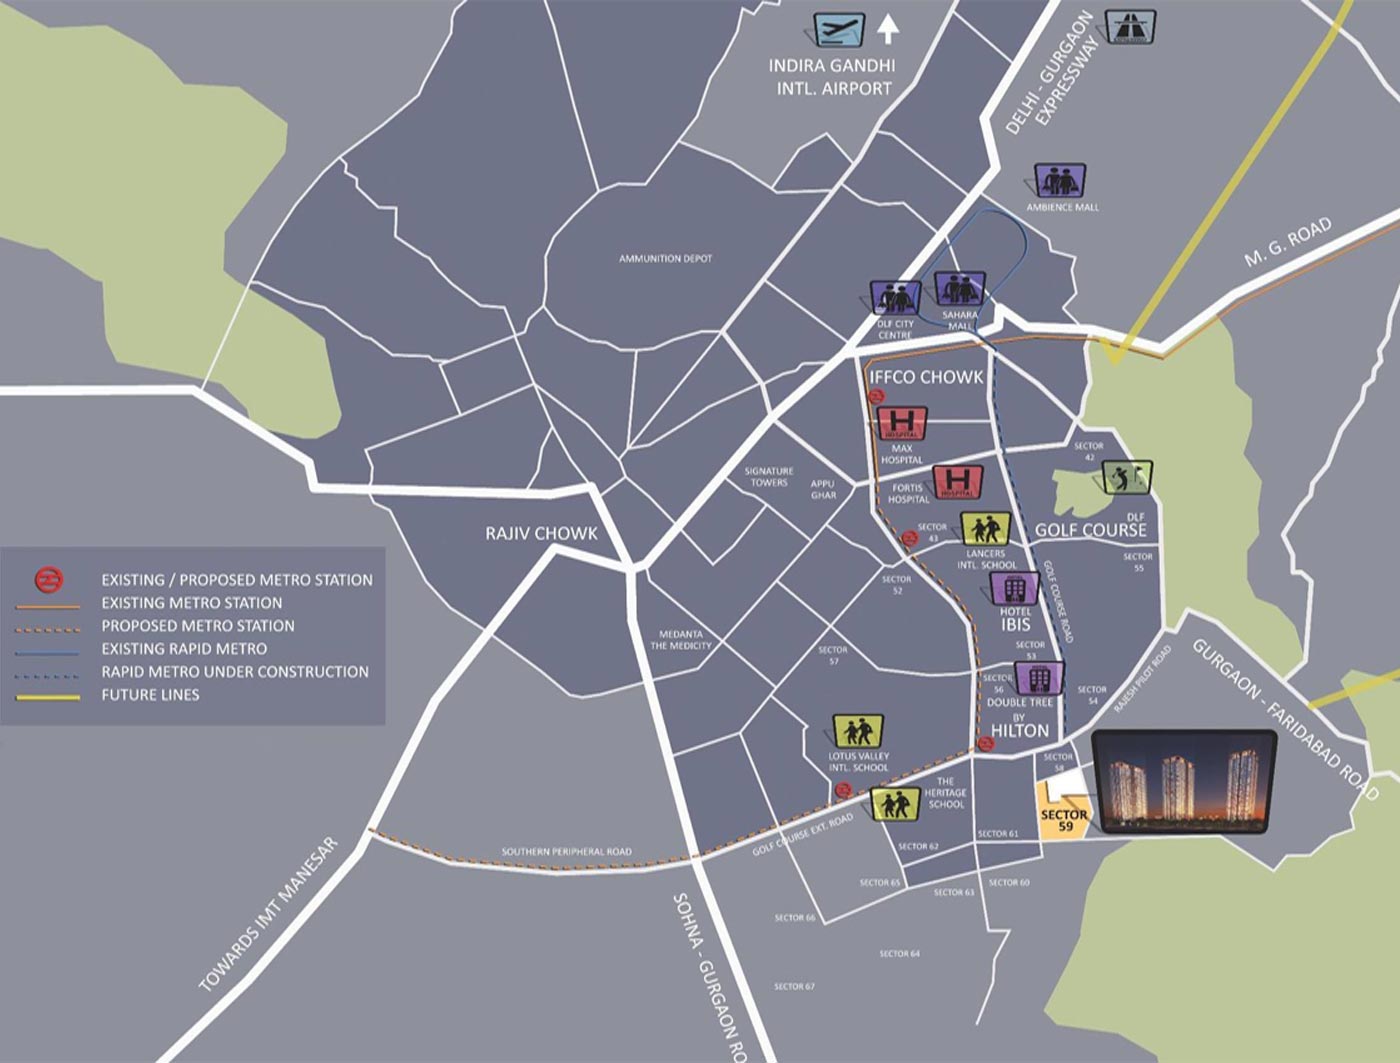 INDIRA GANDHI
INTL. AIRPORT
DELHI - GURGAON
EXPRESSWAY
AMBIENCE MALL
M. G. ROAD
AMMUNITION DEPOT
DLF CITY
CENTRE
SAHARA
MALL
IFFCO CHOWK
HOSPITAL
MAX
HOSPITAL
SECTOR
42
SIGNATURE
TOWERS
APPU
GHAR
FORTIS
HOSPITAL
HOSPITAL
RAJIV CHOWK
SECTOR
43
DLF
GOLF COURSE
LANCERS
INTL. SCHOOL
SECTOR
55
SECTOR
52
GOLF COURSE ROAD
HOTEL
HOTEL
IBIS
EXISTING / PROPOSED METRO STATION
EXISTING METRO STATION
PROPOSED METRO STATION
EXISTING RAPID METRO
RAPID METRO UNDER CONSTRUCTION
FUTURE LINES
MEDANTA
THE MEDICITY
SECTOR
57
SECTOR
53
HOTEL
SECTOR
56
SECTOR
54
DOUBLE TREE
BY
HILTON
RAJESH PILOT ROAD
GURGAON - FARIDABAD ROAD
LOTUS VALLEY
INTL. SCHOOL
SECTOR
58
THE
HERITAGE
SCHOOL
SECTOR
59
GOLF COURSE EXT. ROAD
SECTOR 61
SECTOR 62
SOUTHERN PERIPHERAL ROAD
SECTOR 65
SECTOR 60
SECTOR 63
TOWARDS IMT MANESAR
SOHNA - GURGAON RO
SECTOR 66
SECTOR 64
SECTOR 67